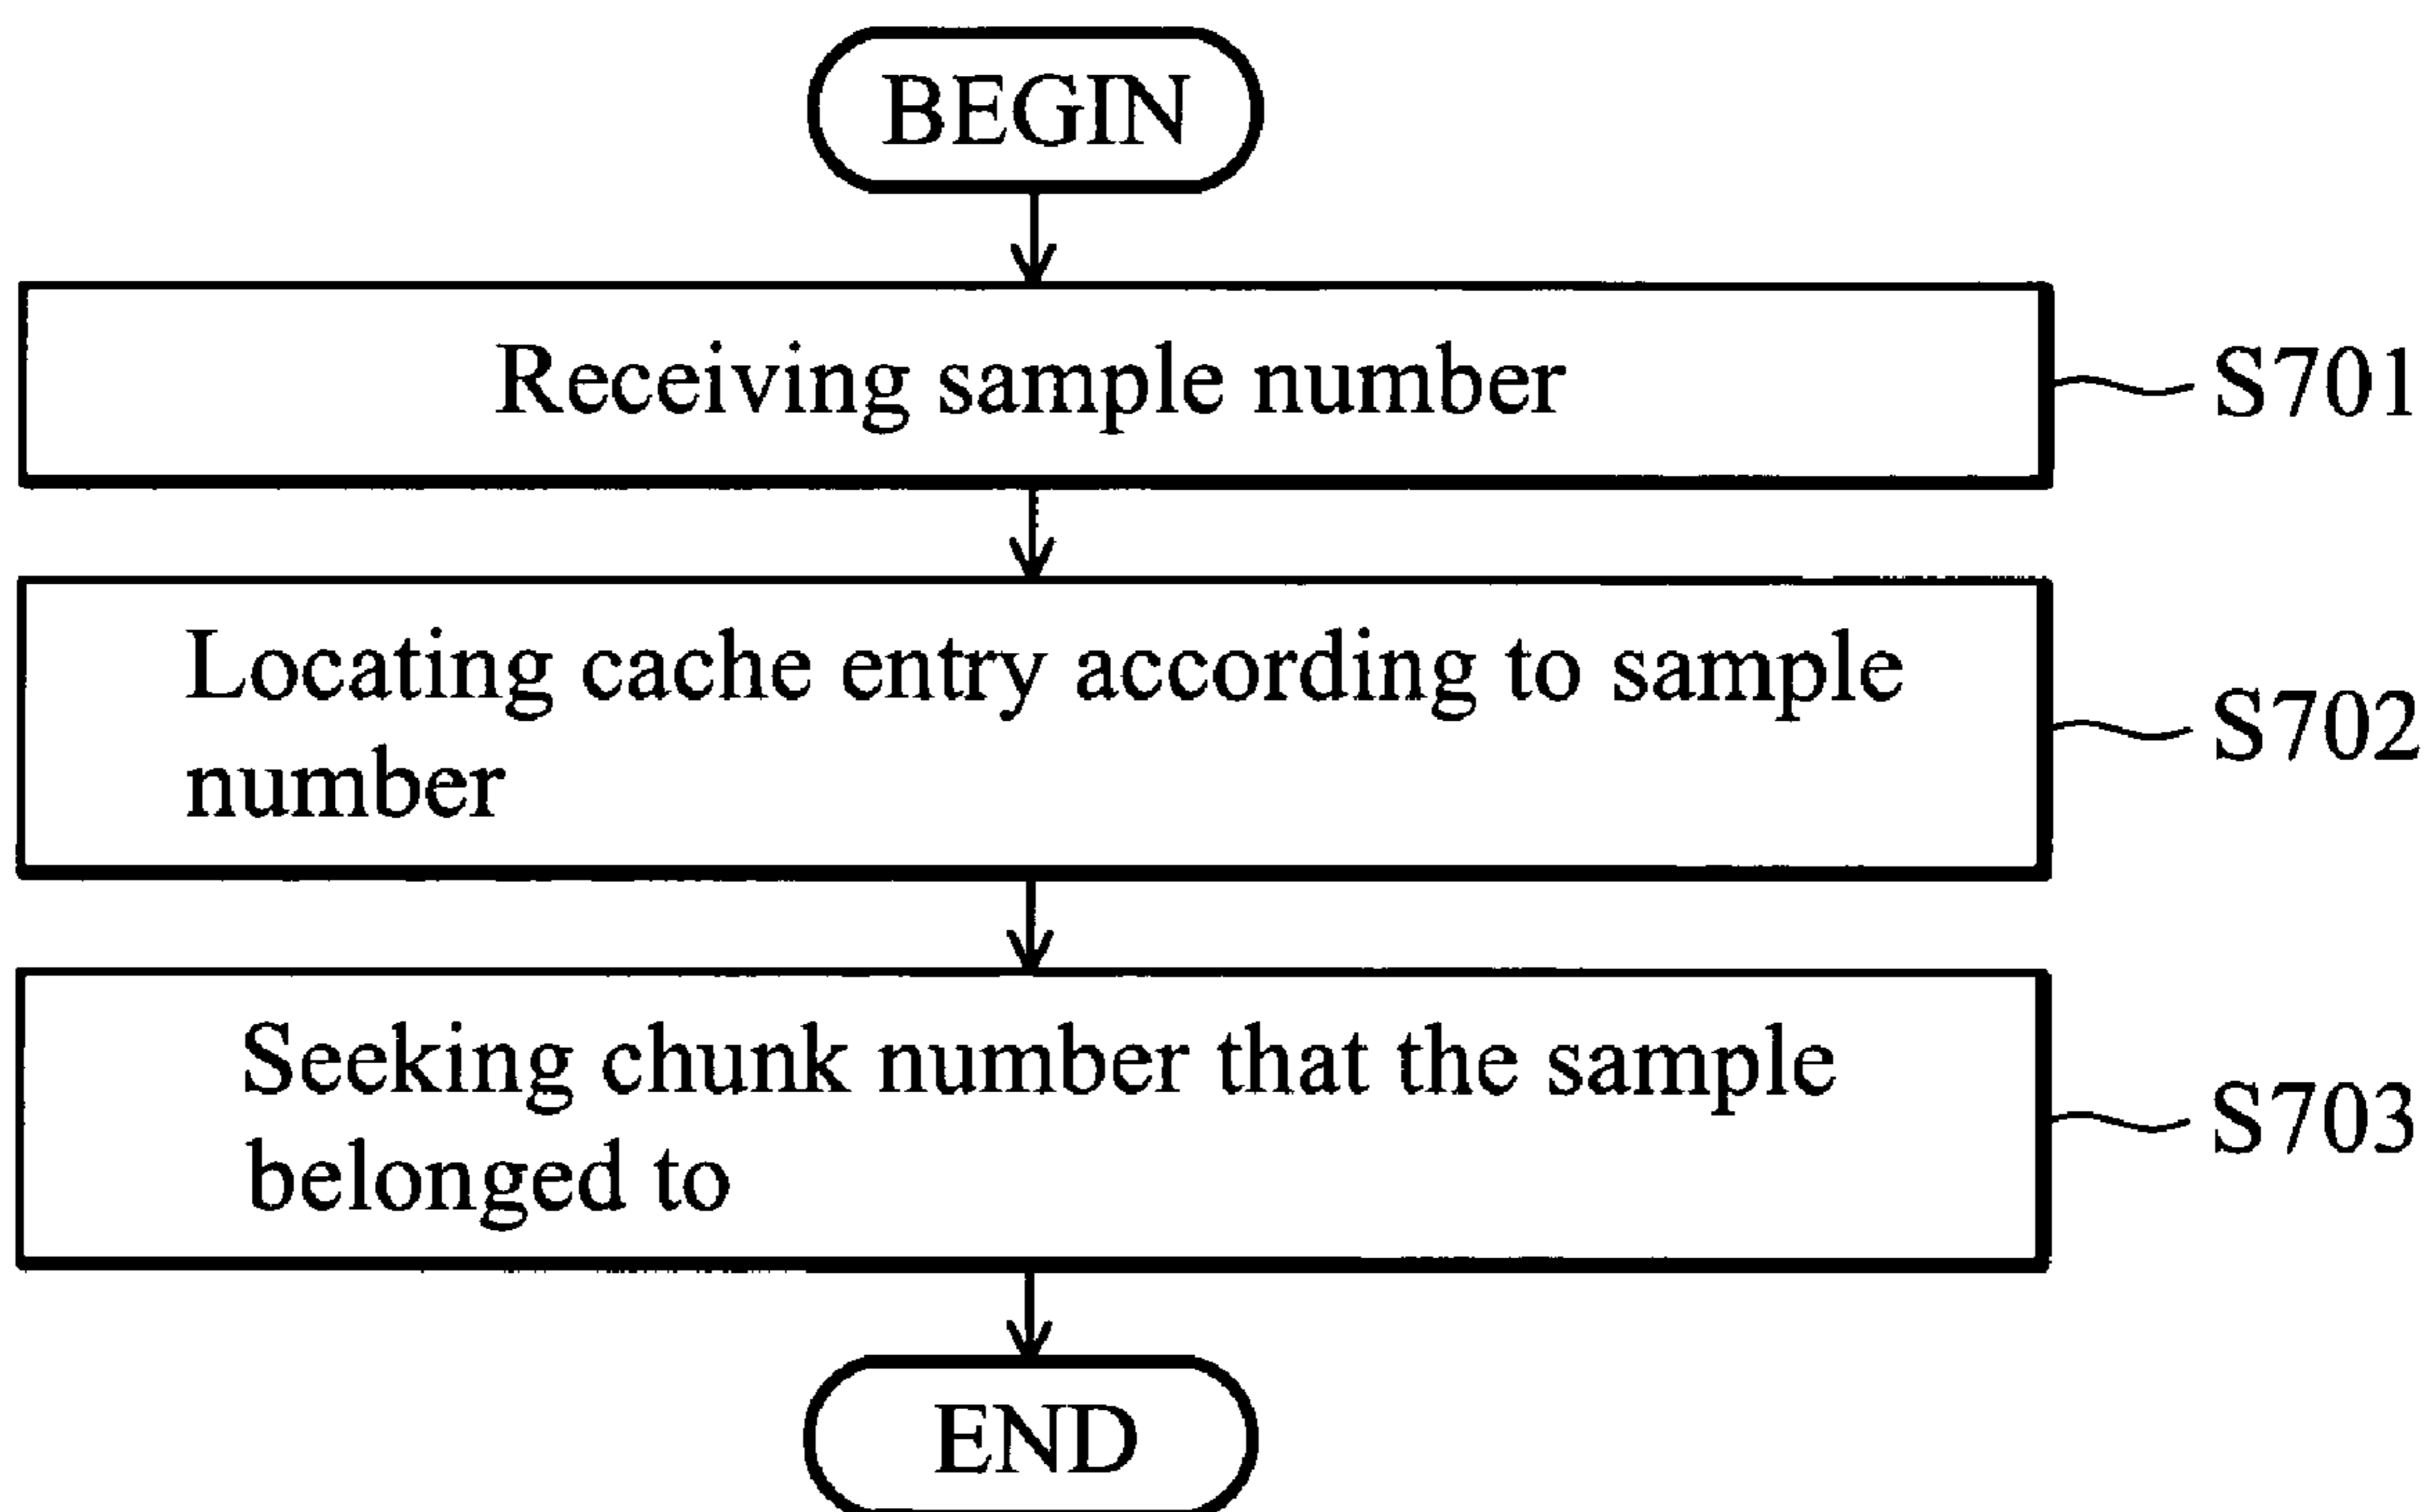 BEGIN
Receiving sample number
S701
Locating cache entry according to sample
number
S702
Seeking chunk number that the sample
belonged to
S703
END